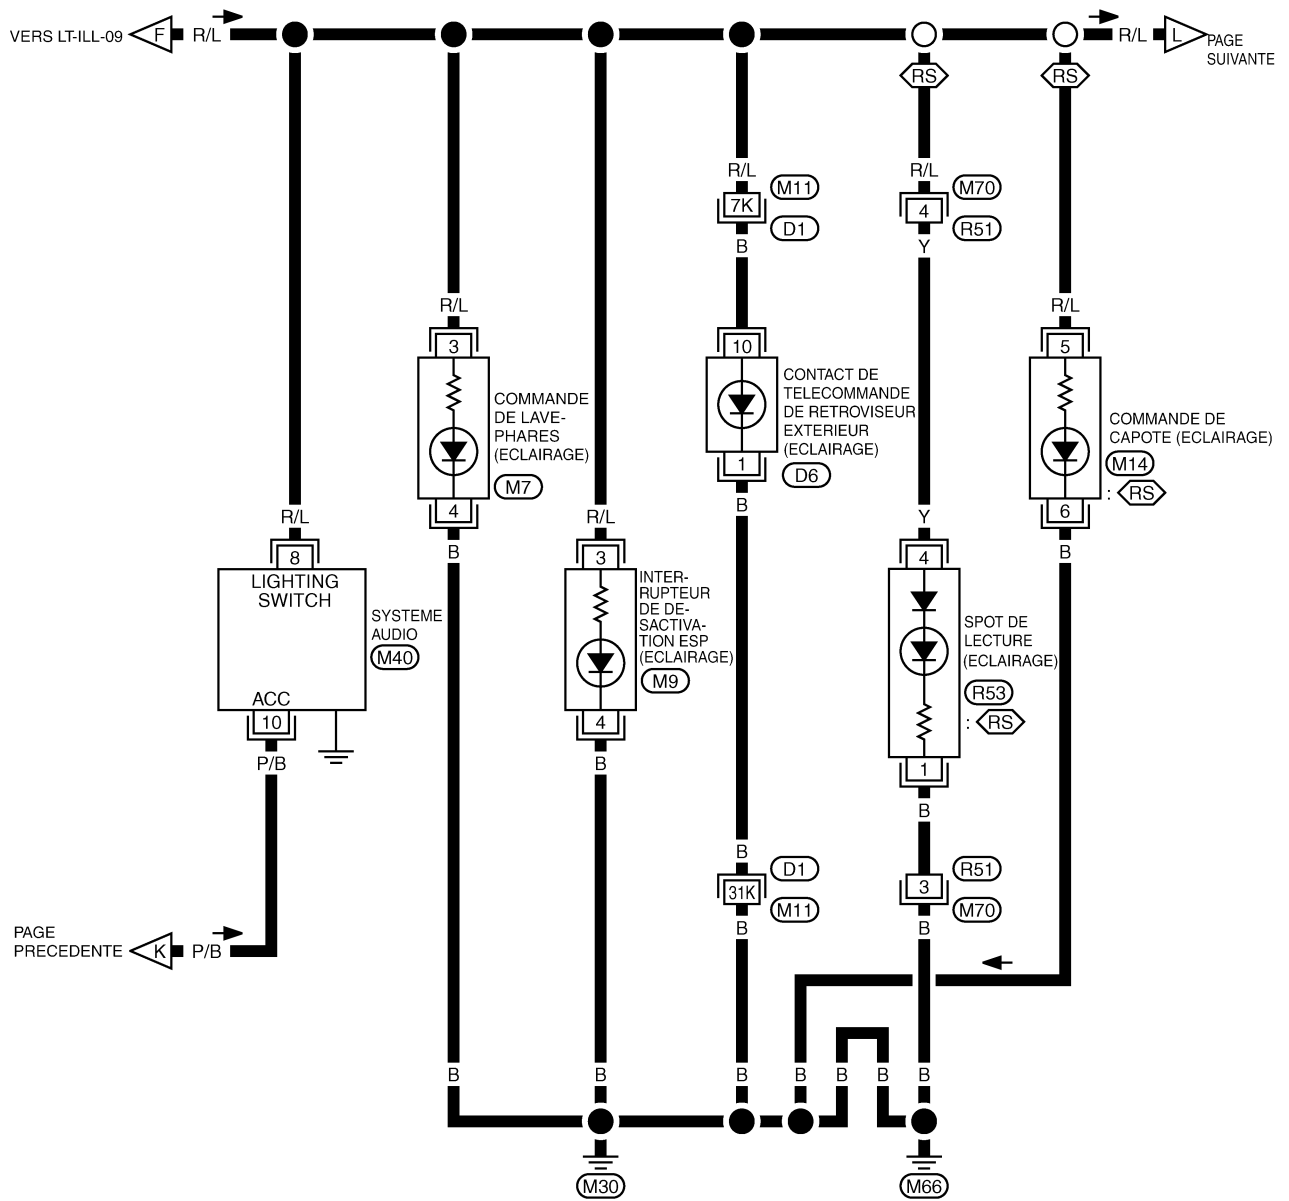 VERS LT-ILL-09
F
R/L
R/L
L
PAGE
SUIVANTE
RS
RS
R/L
M11
7K
D1
B
R/L
M70
4
R51
Y
R/L
3
COMMANDE
DE LAVE-
PHARES
(ECLAIRAGE)
M7
4
B
10
CONTACT DE
TELECOMMANDE
DE RETROVISEUR
EXTERIEUR
(ECLAIRAGE)
1
D6
B
R/L
5
COMMANDE DE
CAPOTE (ECLAIRAGE)
M14
: RS
6
B
R/L
8
LIGHTING
SWITCH
SYSTEME
AUDIO
M40
ACC
10
P/B
R/L
3
INTER-
RUPTEUR
DE DE-
SACTIVA-
TION ESP
(ECLAIRAGE)
M9
4
B
Y
4
SPOT DE
LECTURE
(ECLAIRAGE)
R53
: RS
1
B
B
D1
31K
M11
B
R51
3
M70
B
PAGE
PRECEDENTE
K
P/B
B
B
B
B
B
B
B
M30
M66